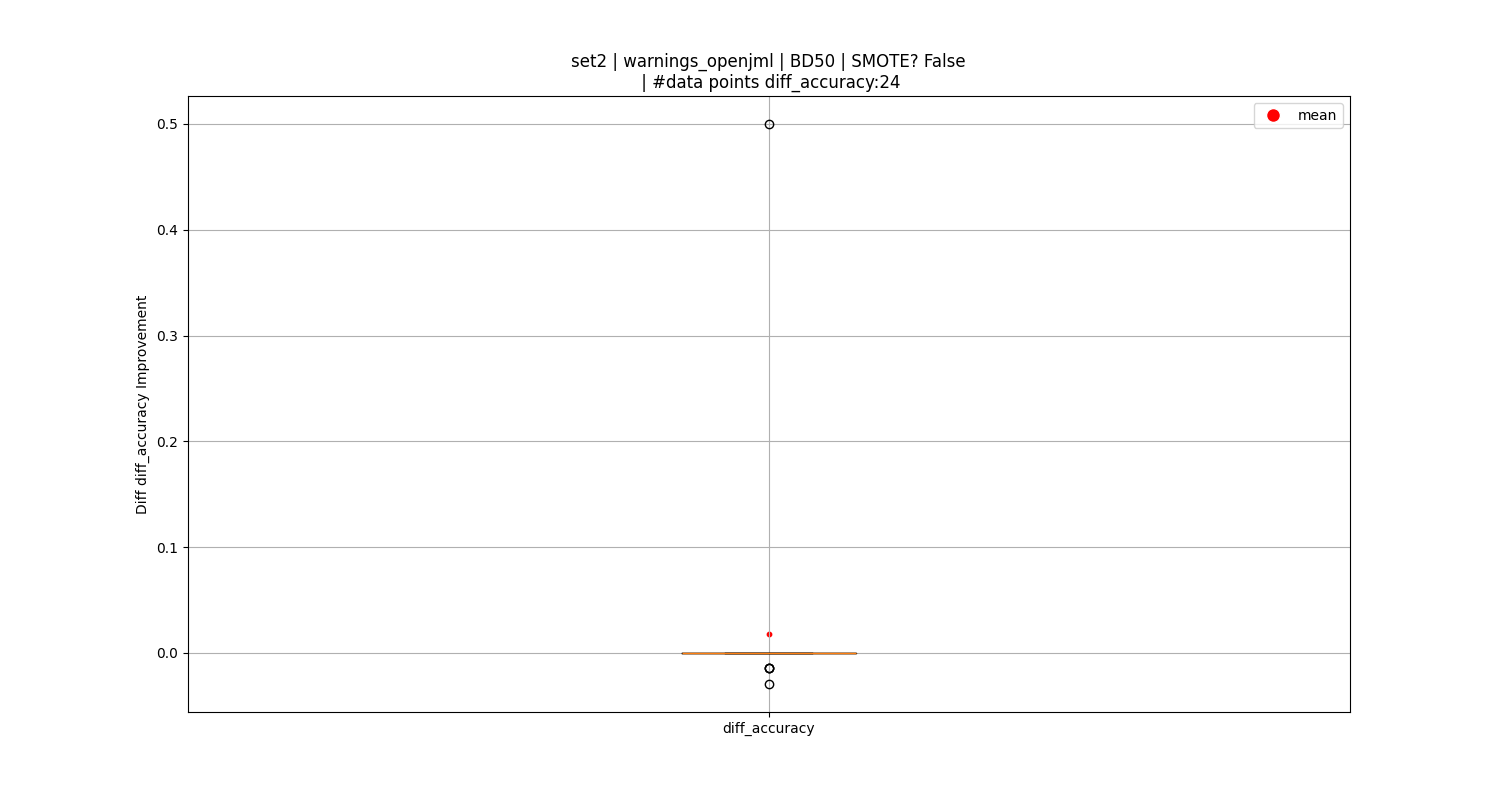 set2 | warnings_openjml | BD50 | SMOTE? False
| #data points diff_accuracy:24
mean
0.5
0.4
0.3
0.2
0.1
0.0
Diff diff_accuracy Improvement
diff_accuracy